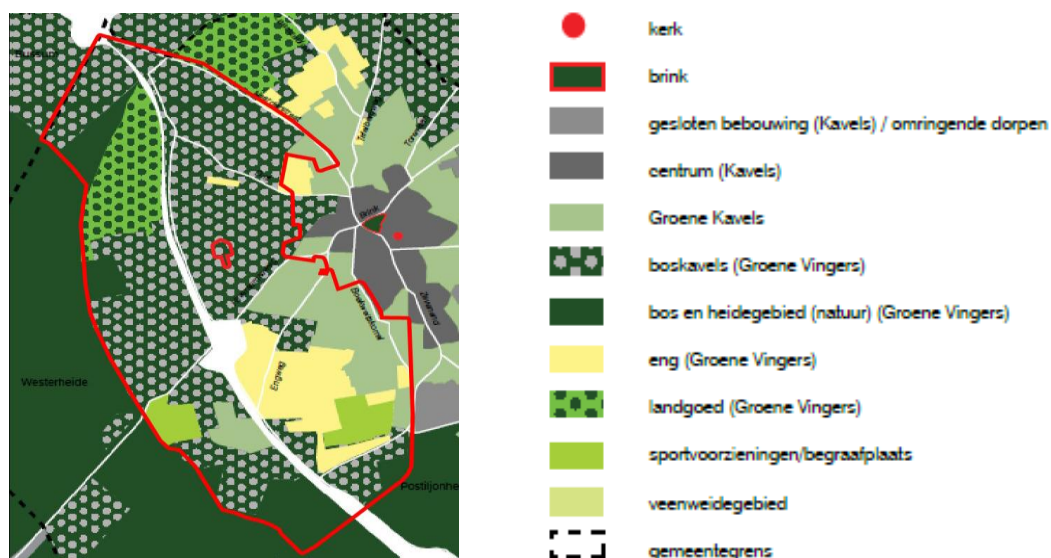 Westerheide
Brink
Engweg
Zevenend
Postiljonhe
kerk
brink
gesloten bebouwing (Kavels) / omringende dorpen
centrum (Kavels)
Groene Kavels
boskavels (Groene Vingers)
bos en heidegebied (natuur) (Groene Vingers)
eng (Groene Vingers)
landgoed (Groene Vingers)
sportvoorzieningen/begraafplaats
veenweidegebied
gemeentegrens